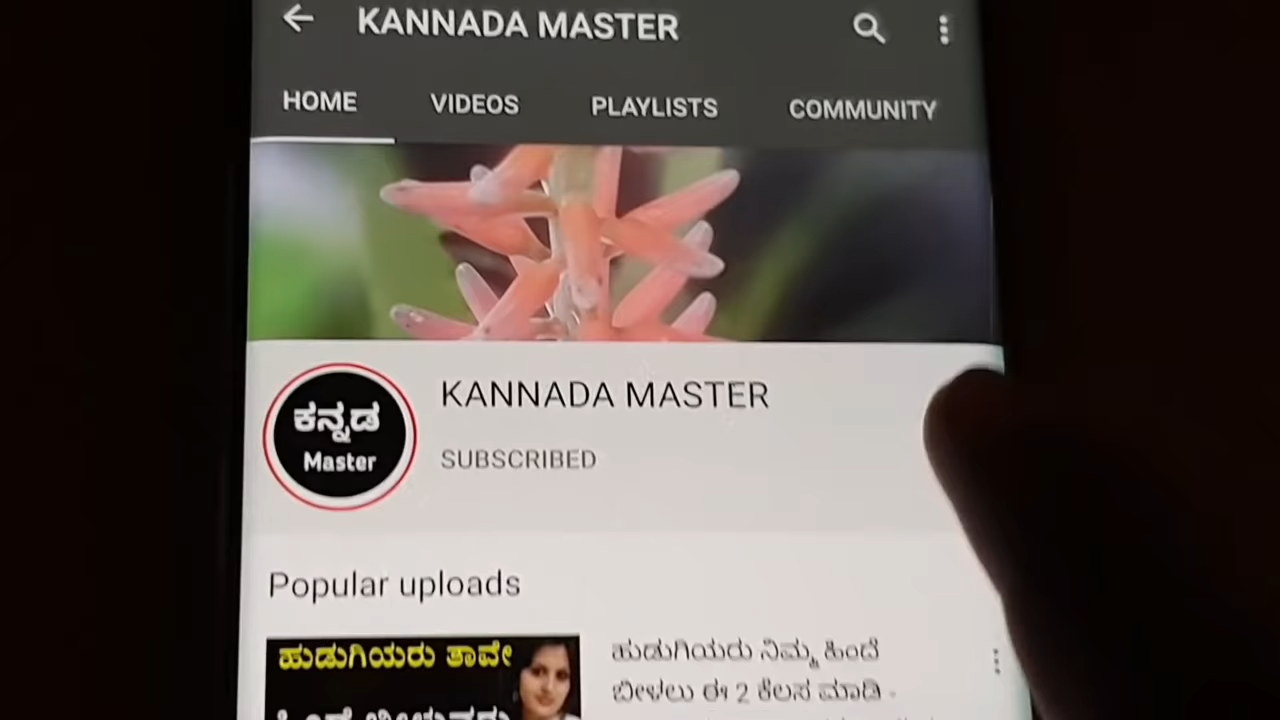 KANNADA MASTER
HOME VIDEOS PLAYLISTS COMMUNITY
ಕನ್ನಡ
Master
KANNADA MASTER
SUBSCRIBED
Popular uploads
ಹುಡುಗಿಯರು ತಾವೇ
ಹುಡುಗಿಯರು ನಿಮ್ಮ ಹಿಂದೆ
ಬೀಳಲು ಈ 2 ಕೆಲಸ ಮಾಡಿ -